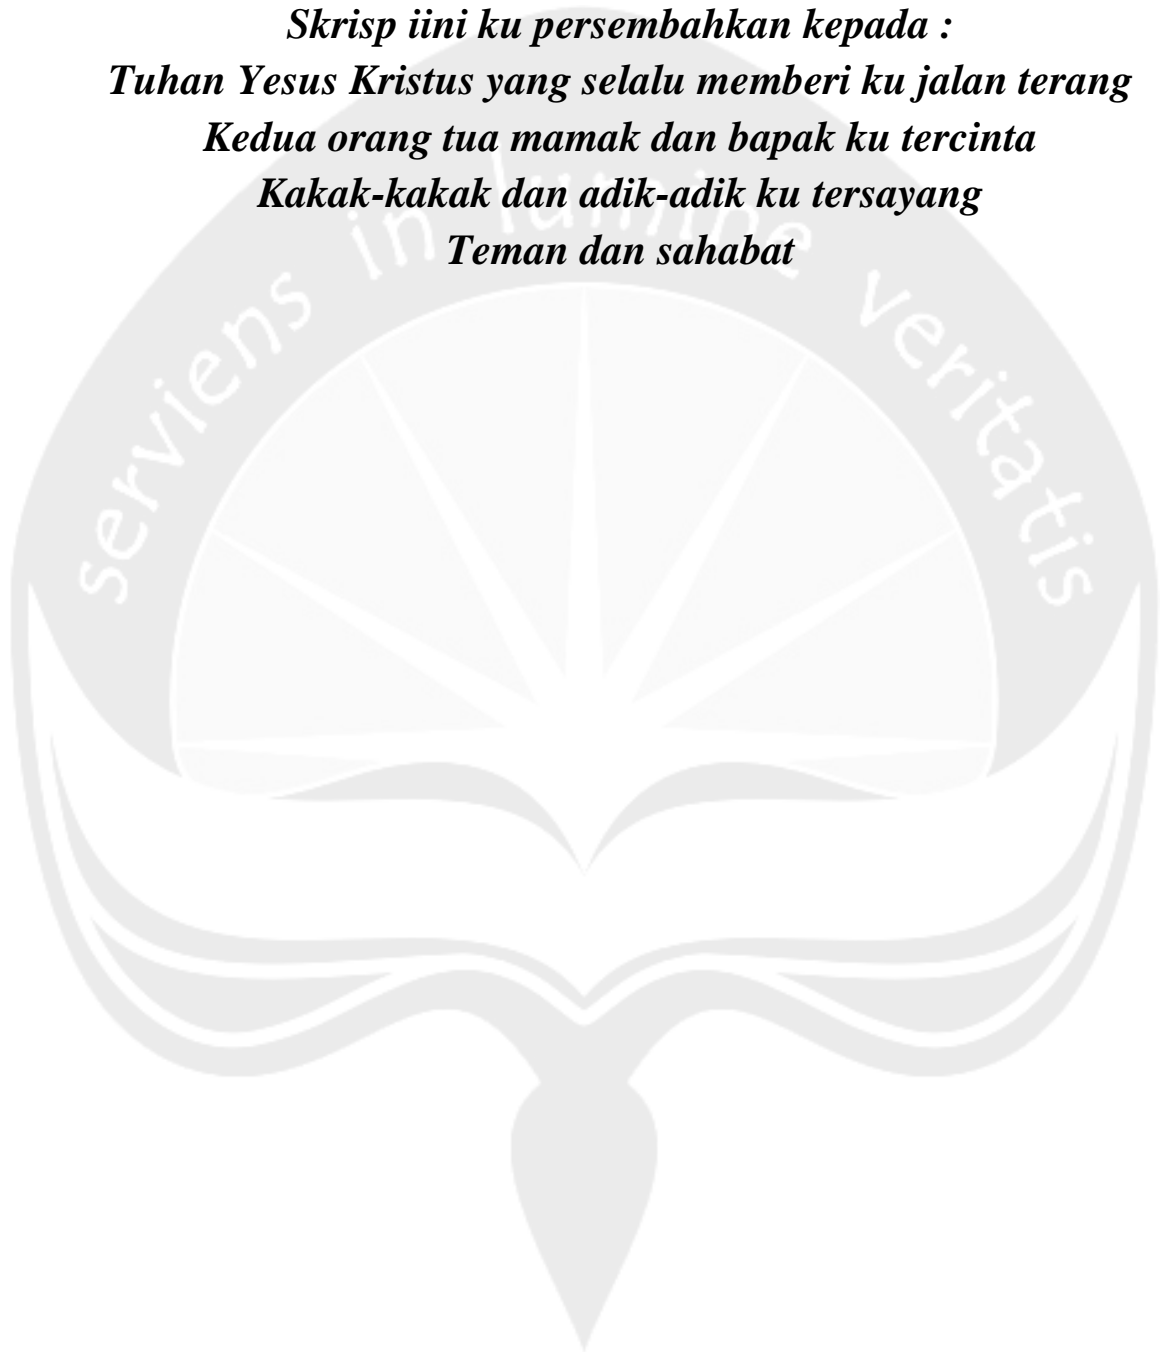 Skrisp iini ku persembahkan kepada :
Tuhan Yesus Kristus yang selalu memberi ku jalan terang
Kedua orang tua mamak dan bapak ku tercinta
Kakak-kakak dan adik-adik ku tersayang
Teman dan sahabat
serviens in lumine veritatis